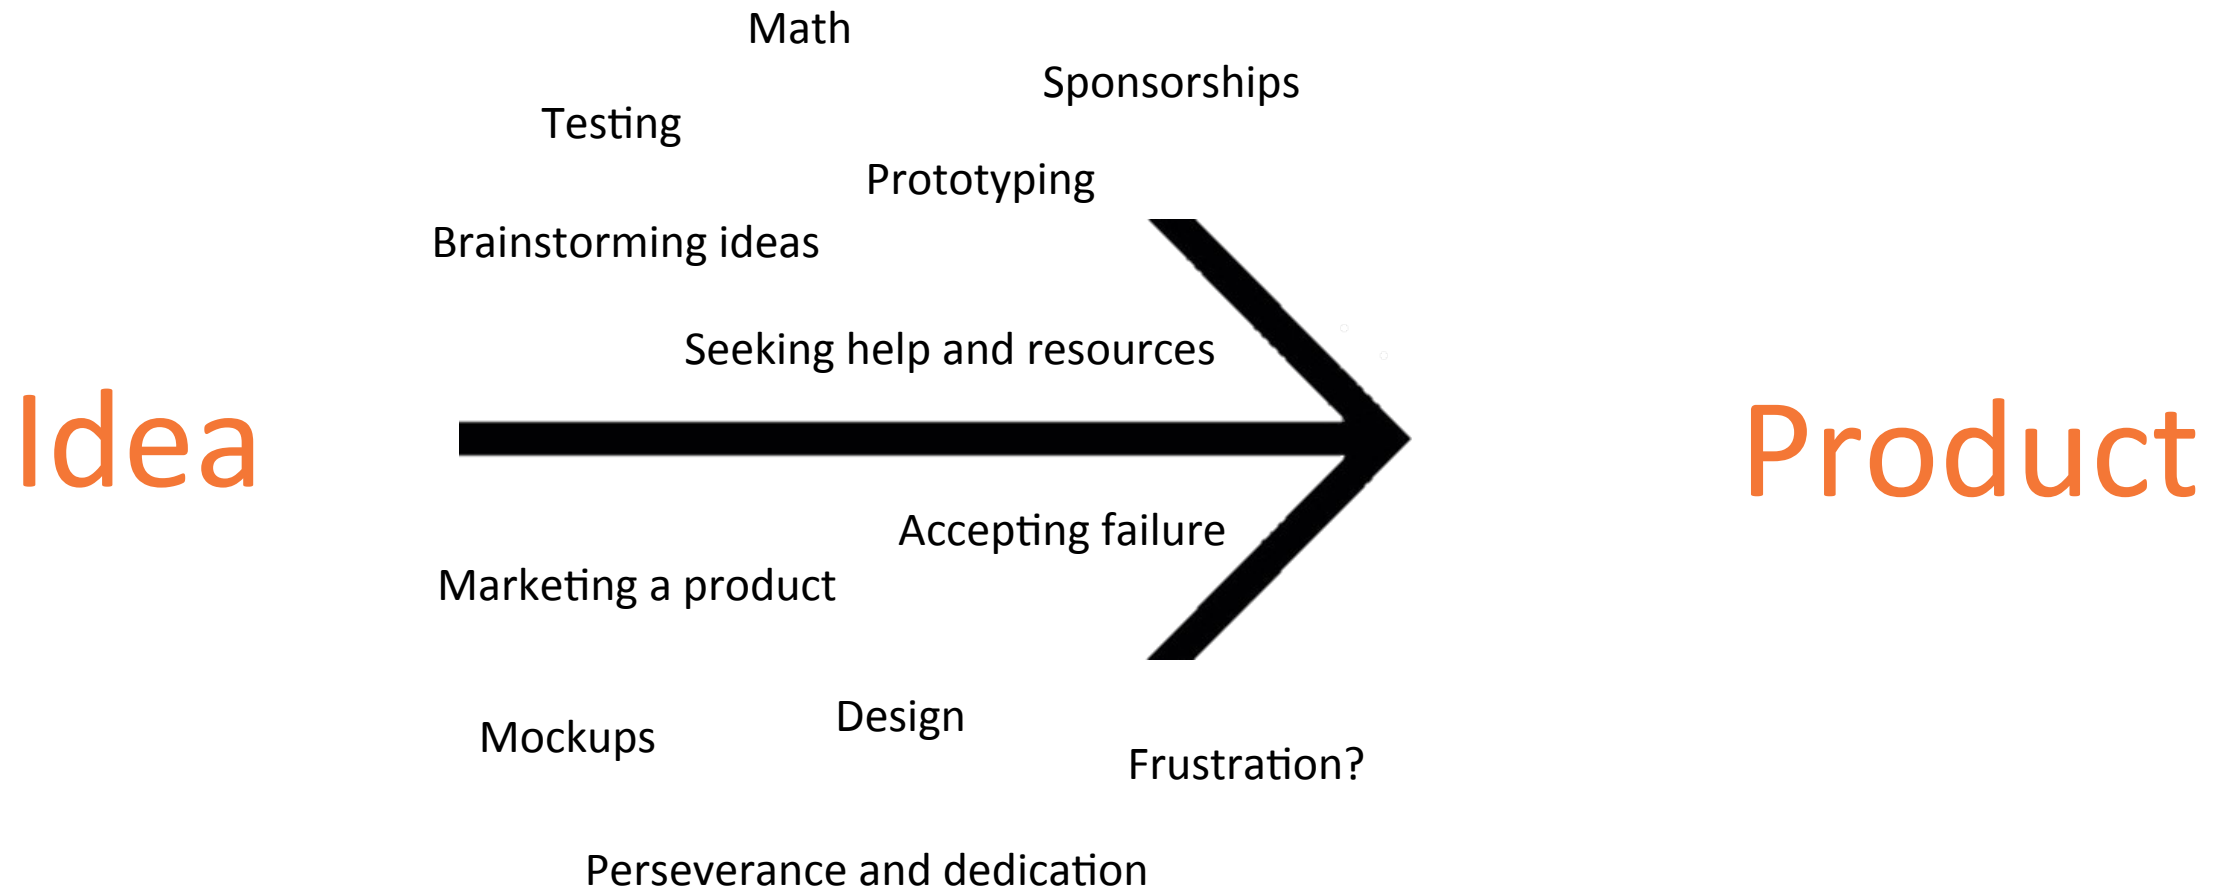 Math
Sponsorships
Testing
Prototyping
Brainstorming ideas
Seeking help and resources
Idea
Product
Accepting failure
Marketing a product
Design
Mockups
Frustration?
Perseverance and dedication